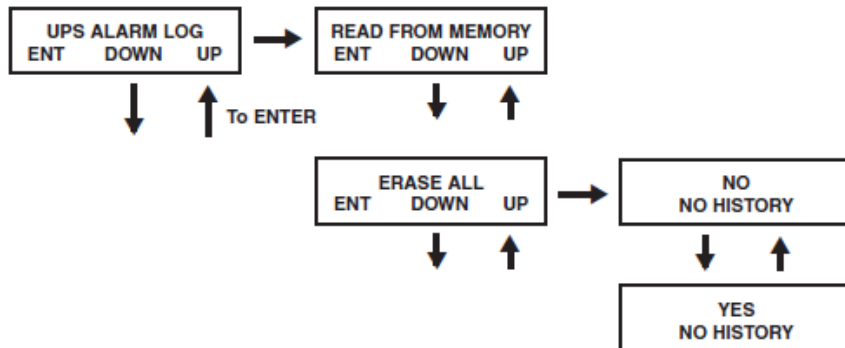 UPS ALARM LOG
ENT DOWN UP
READ FROM MEMORY
ENT DOWN UP
To ENTER
ERASE ALL
ENT DOWN UP
NO
NO HISTORY
YES
NO HISTORY